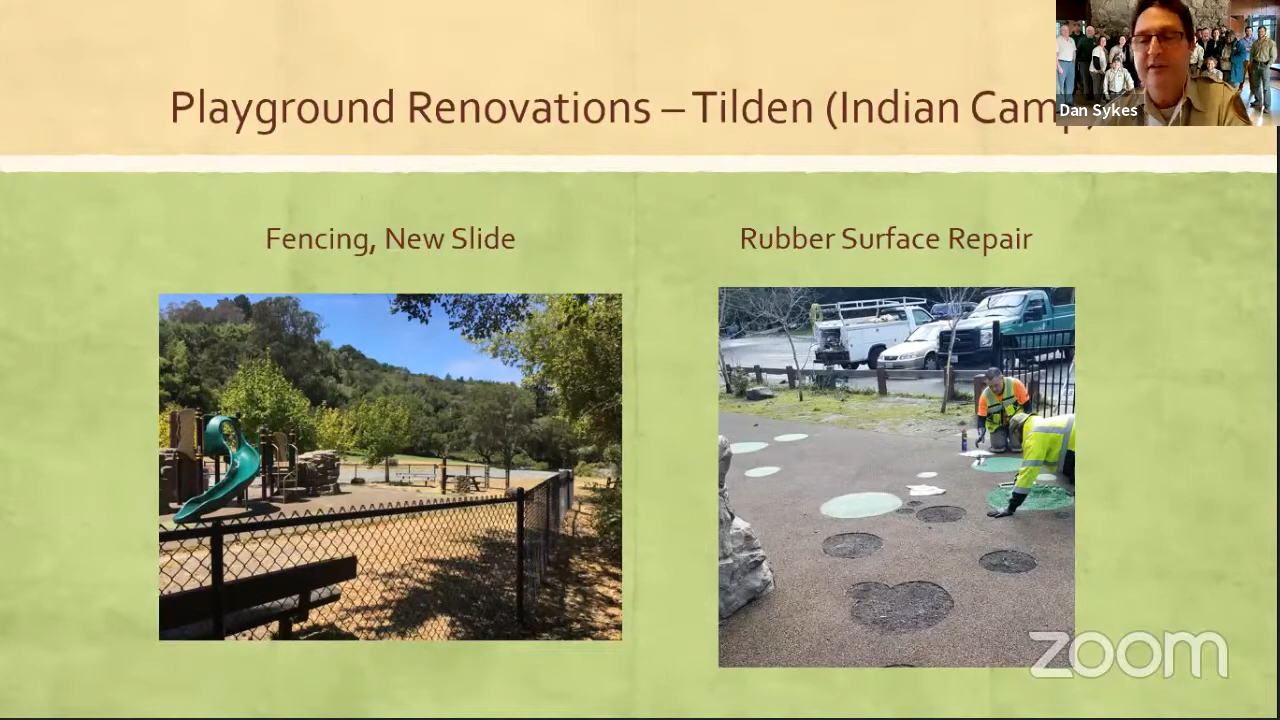 Playground Renovations – Tilden (Indian Camp)
Dan Sykes
Fencing, New Slide
Rubber Surface Repair
zoom